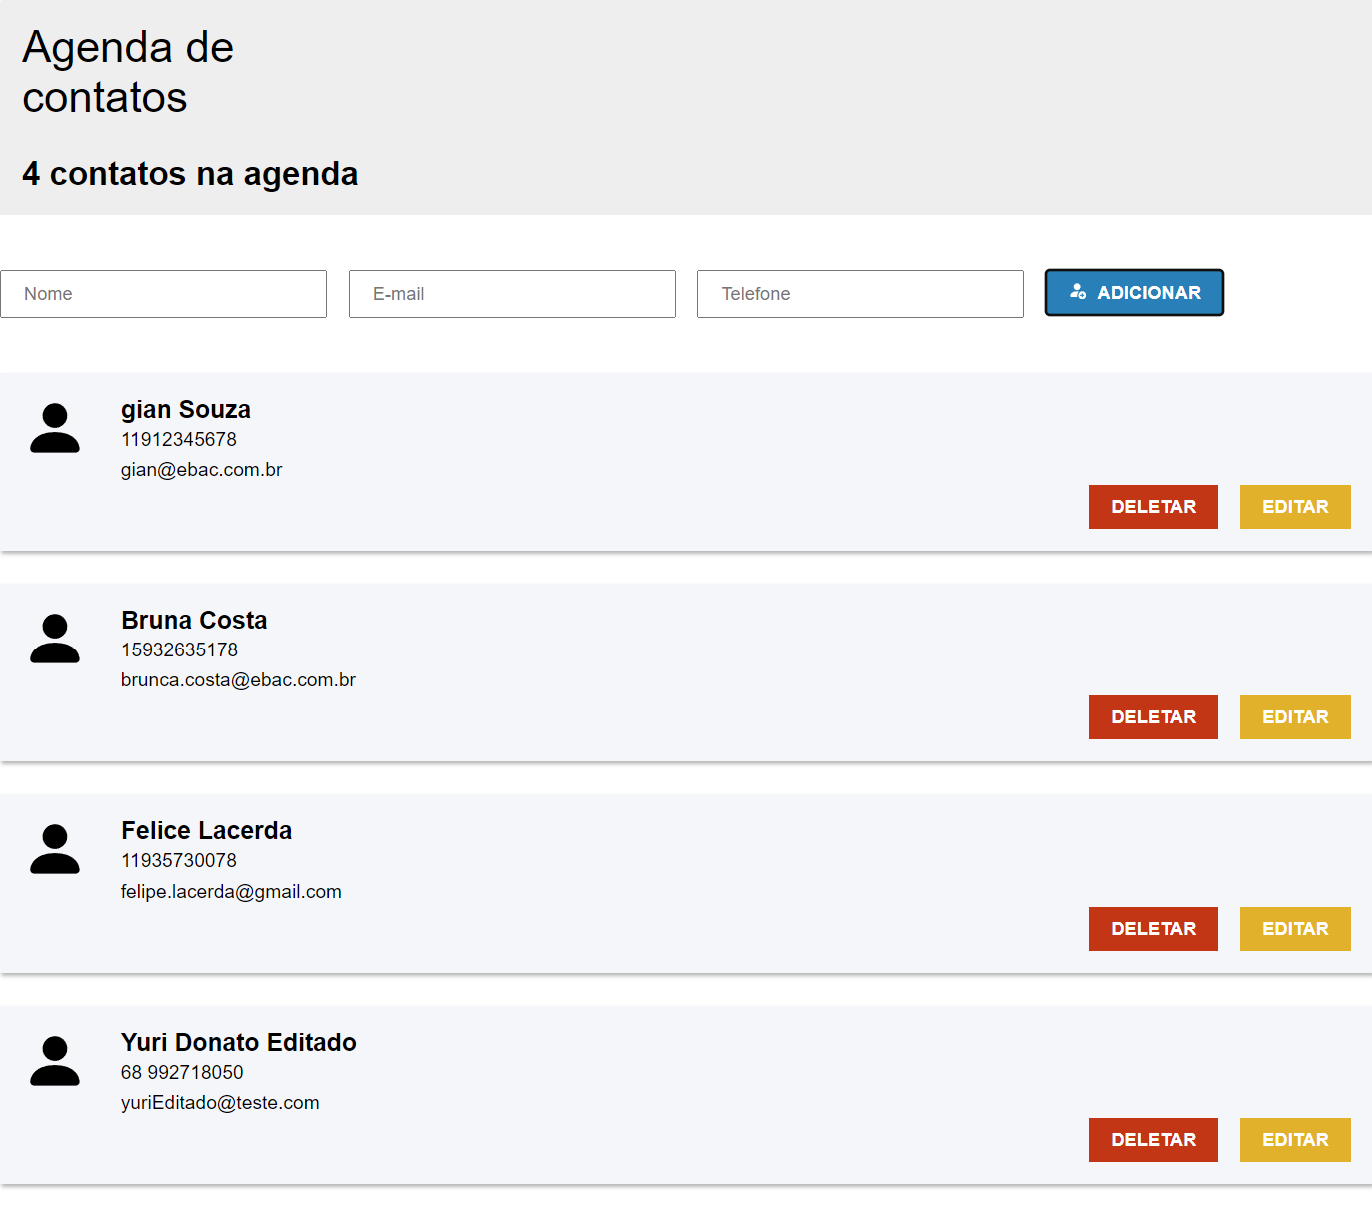 Agenda de
contatos
4 contatos na agenda
Nome E-mail Telefone ADICIONAR
gian Souza
11912345678
gian@ebac.com.br
DELETAR EDITAR
Bruna Costa
15932635178
brunca.costa@ebac.com.br
DELETAR EDITAR
Felice Lacerda
11935730078
felipe.lacerda@gmail.com
DELETAR EDITAR
Yuri Donato Editado
68 992718050
yuriEditado@teste.com
DELETAR EDITAR